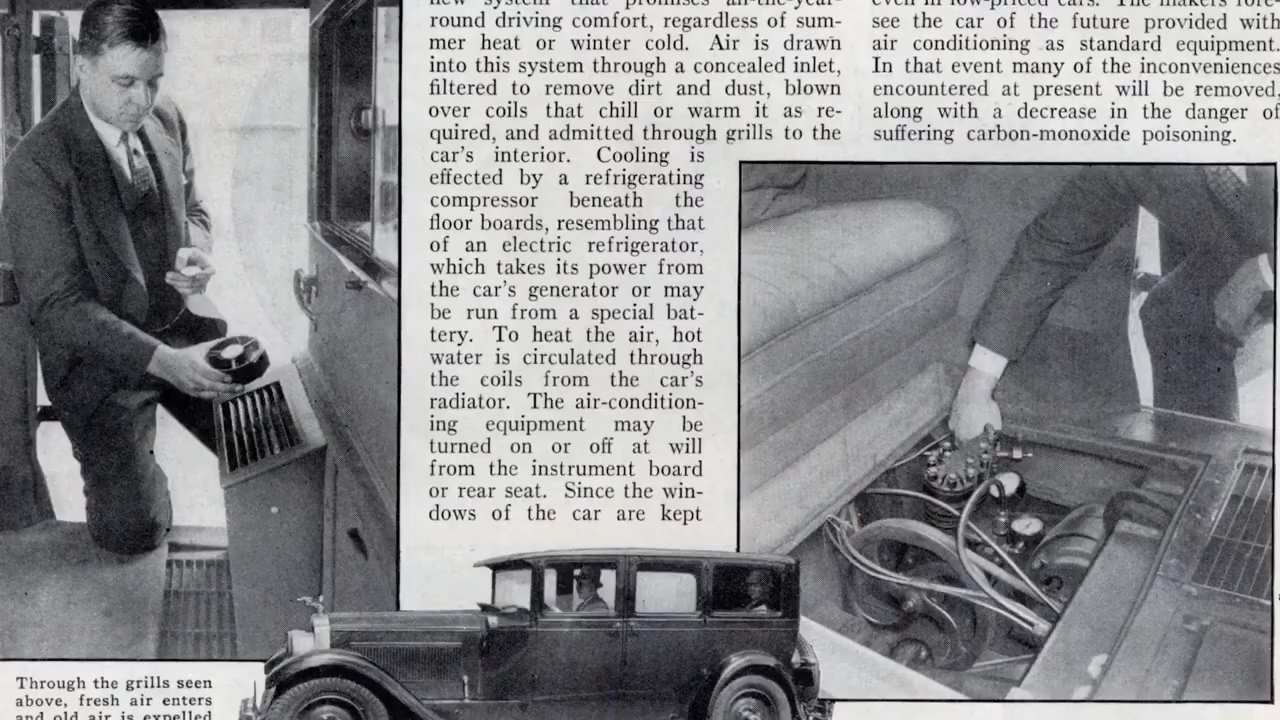 new system that promises all-the-year-
round driving comfort, regardless of sum-
mer heat or winter cold. Air is drawn
into this system through a concealed inlet,
filtered to remove dirt and dust, blown
over coils that chill or warm it as re-
quired, and admitted through grills to the
car's interior. Cooling is
effected by a refrigerating
compressor beneath the
floor boards, resembling that
of an electric refrigerator,
which takes its power from
the car's generator or may
be run from a special bat-
tery. To heat the air, hot
water is circulated through
the coils from the car's
radiator. The air-condition-
ing equipment may be
turned on or off at will
from the instrument board
or rear seat. Since the win-
dows of the car are kept
even in low-priced cars. The makers fore-
see the car of the future provided with
air conditioning as standard equipment.
In that event many of the inconveniences
encountered at present will be removed,
along with a decrease in the danger of
suffering carbon-monoxide poisoning.
Through the grills seen
above, fresh air enters
and old air is expelled